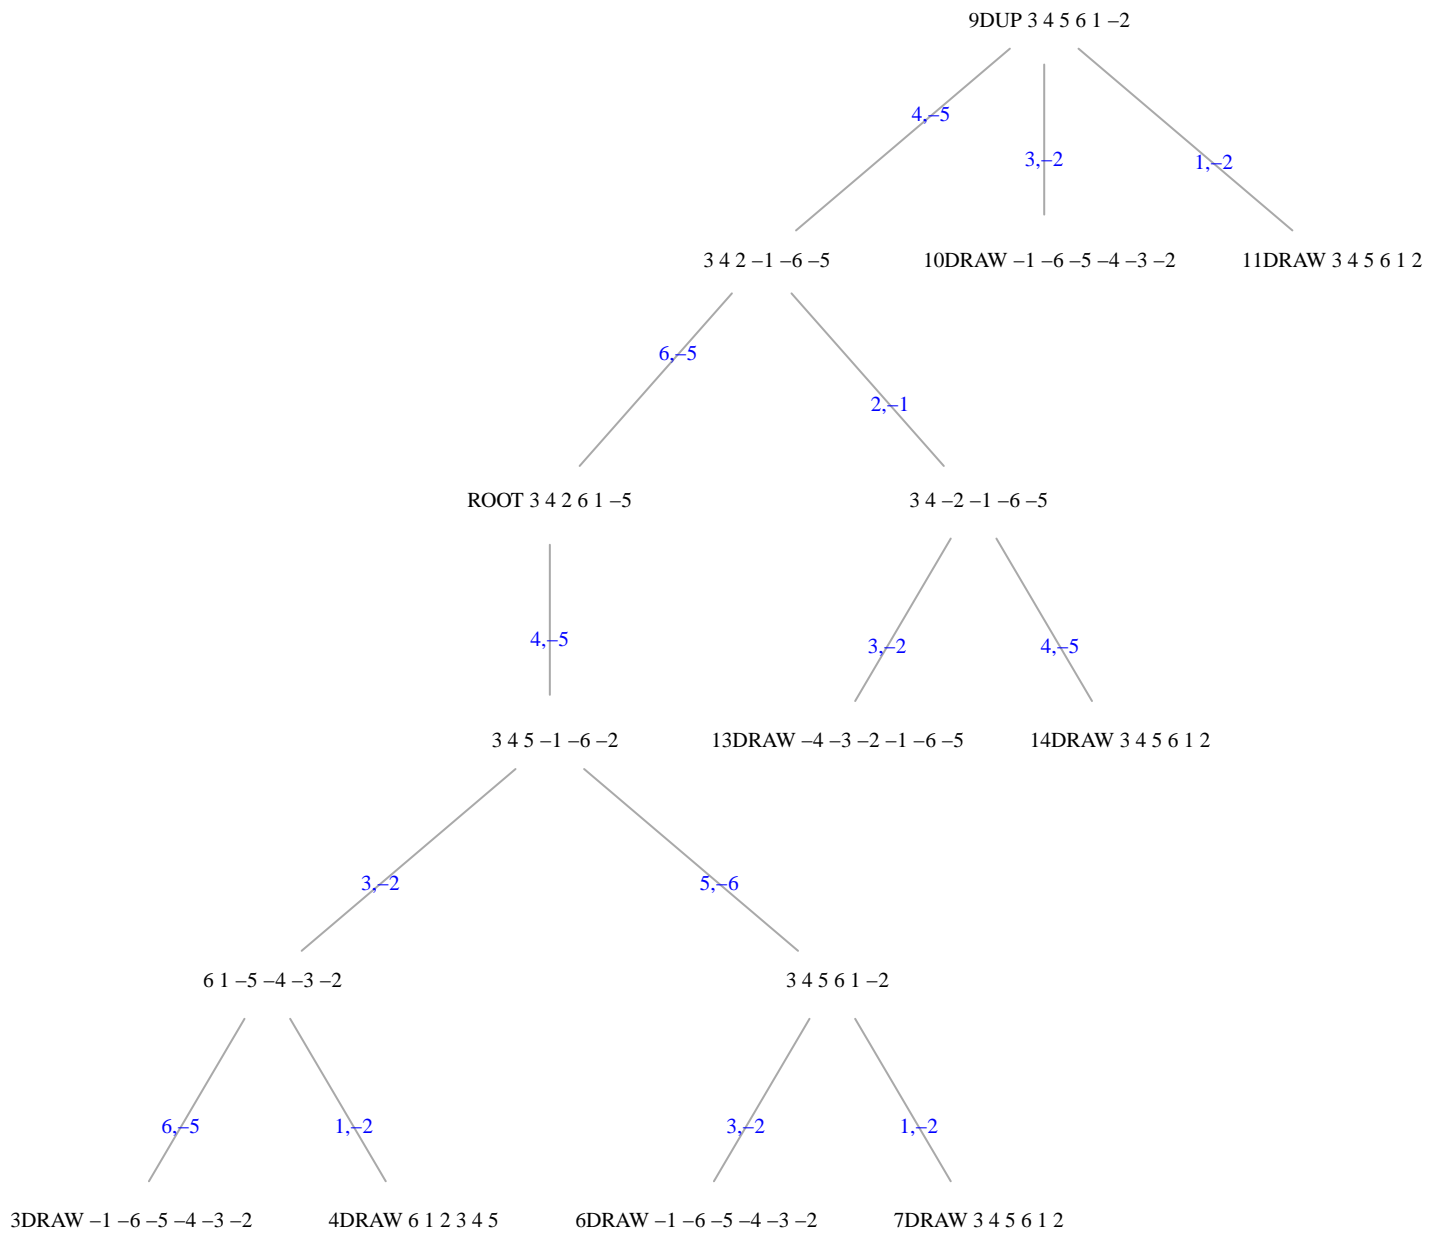 9DUP 3 4 5 6 1 –2
4,–5
3,–2
1,–2
3 4 2 –1 –6 –5
10DRAW –1 –6 –5 –4 –3 –2
11DRAW 3 4 5 6 1 2
6,–5
2,–1
ROOT 3 4 2 6 1 –5
3 4 –2 –1 –6 –5
4,–5
3,–2
4,–5
3 4 5 –1 –6 –2
13DRAW –4 –3 –2 –1 –6 –5
14DRAW 3 4 5 6 1 2
3,–2
5,–6
6 1 –5 –4 –3 –2
3 4 5 6 1 –2
6,–5
1,–2
3,–2
1,–2
3DRAW –1 –6 –5 –4 –3 –2
4DRAW 6 1 2 3 4 5
6DRAW –1 –6 –5 –4 –3 –2
7DRAW 3 4 5 6 1 2